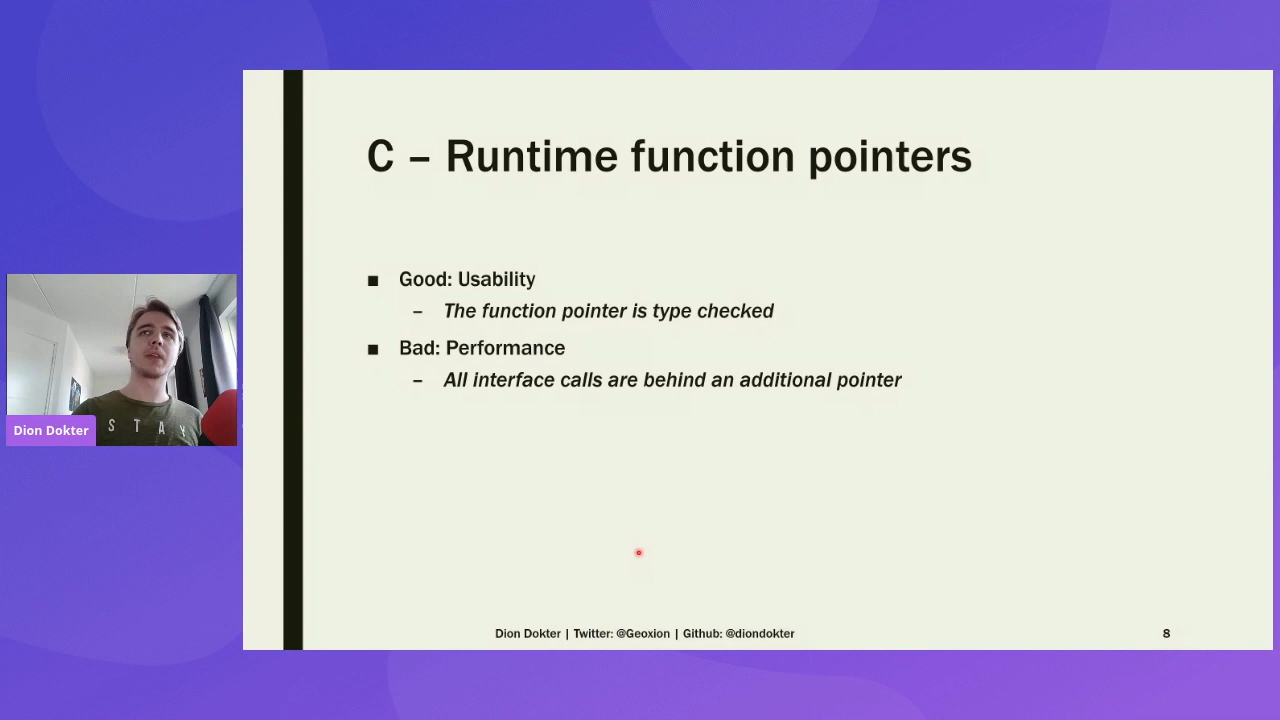 C – Runtime function pointers
■ Good: Usability
– The function pointer is type checked
■ Bad: Performance
– All interface calls are behind an additional pointer
Dion Dokter
S T A Y
Dion Dokter | Twitter: @Geoxion | Github: @diondokter
8